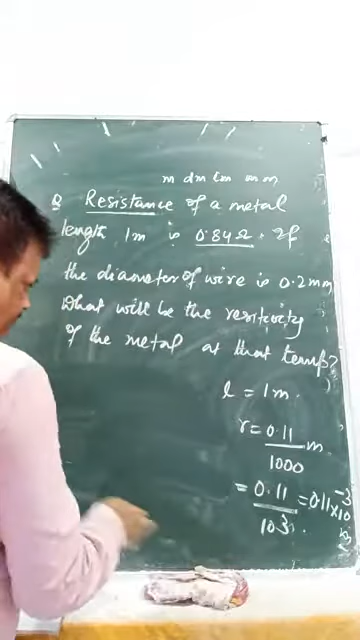 m dm cm mm
Q Resistance of a metal
length 1m is 0.84Ω. If
the diameter of wire is 0.2mm
What will be the resitivity
of the metal at that temp?
l = 1m.
r = 0.11 / 1000 m
= 0.11 / 10³ = 0.11 × 10⁻³